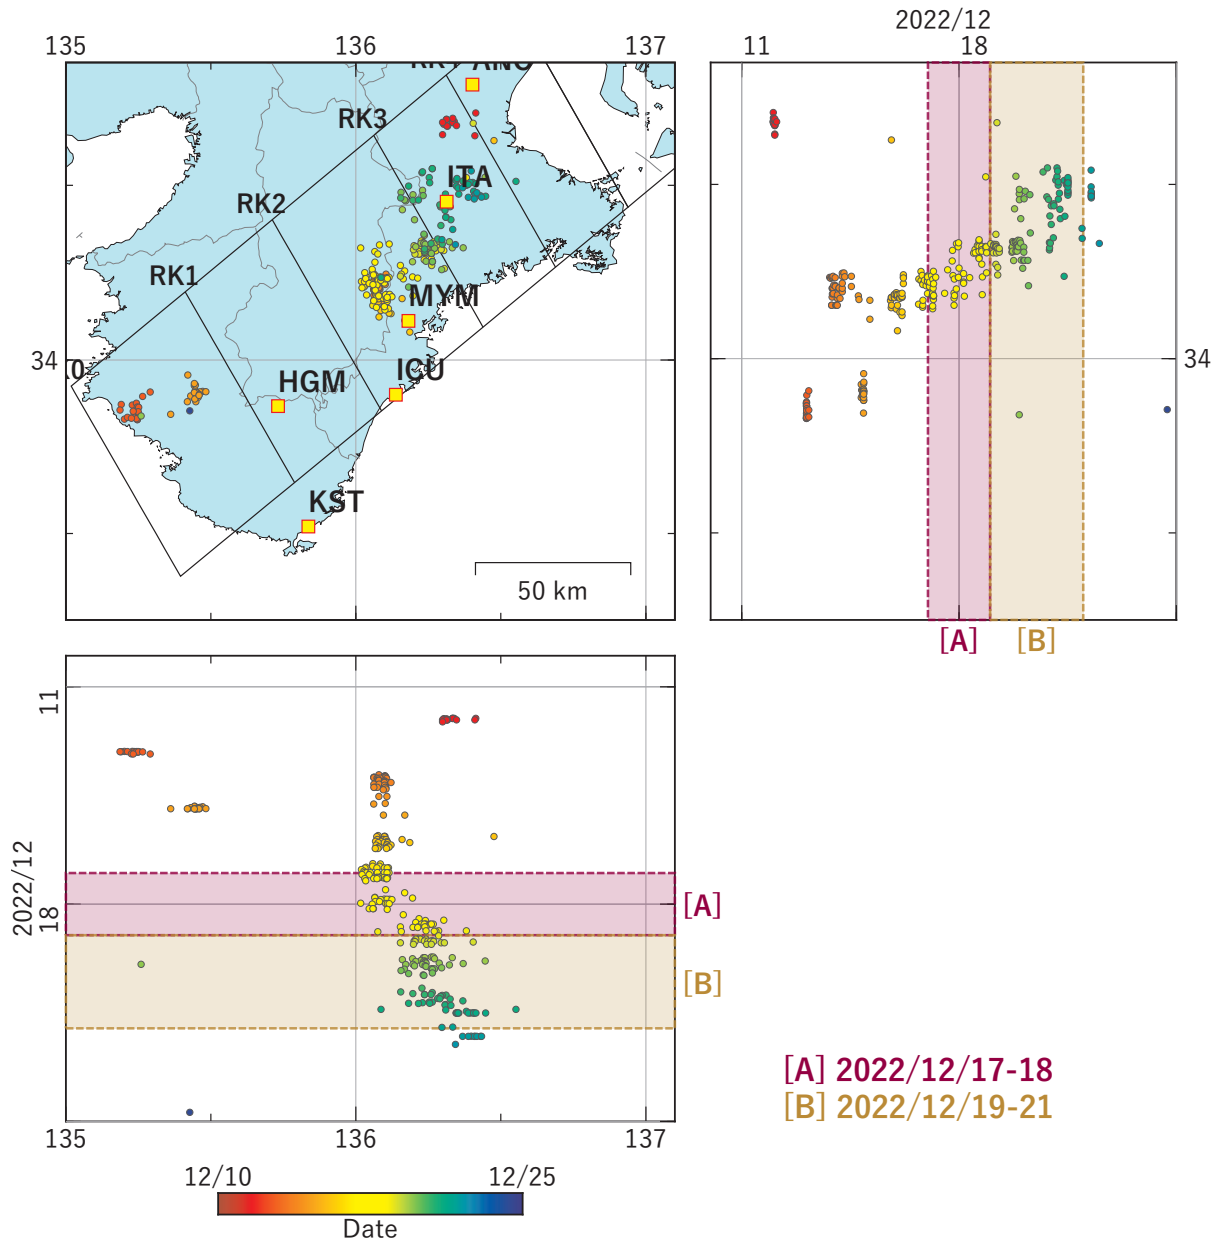 2022/12
135 136 137
11 18
RK3
ITA
RK2
RK1
MYM
34
34
HGM
ICU
KST
50 km
[A] [B]
11
2022/12
18
[A]
[B]
[A] 2022/12/17-18
[B] 2022/12/19-21
135 136 137
12/10 12/25
Date